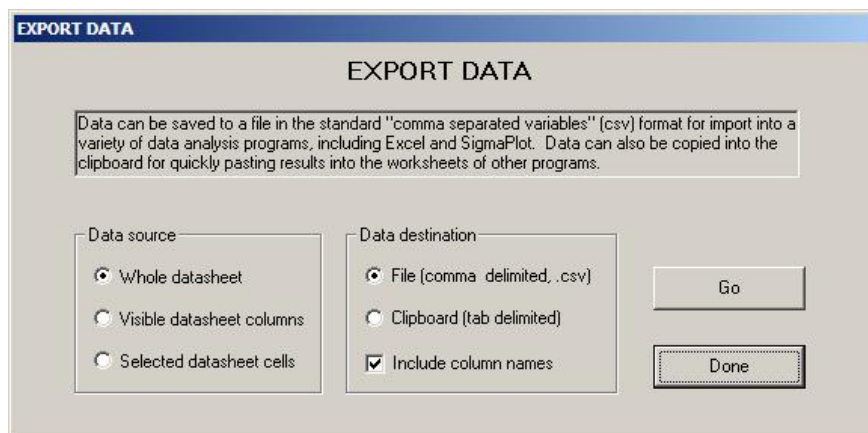 EXPORT DATA
EXPORT DATA
Data can be saved to a file in the standard "comma separated variables" (csv) format for import into a
variety of data analysis programs, including Excel and SigmaPlot.  Data can also be copied into the
clipboard for quickly pasting results into the worksheets of other programs.
Data source
Whole datasheet
Visible datasheet columns
Selected datasheet cells
Data destination
File (comma  delimited, .csv)
Clipboard (tab delimited)
Include column names
Go
Done